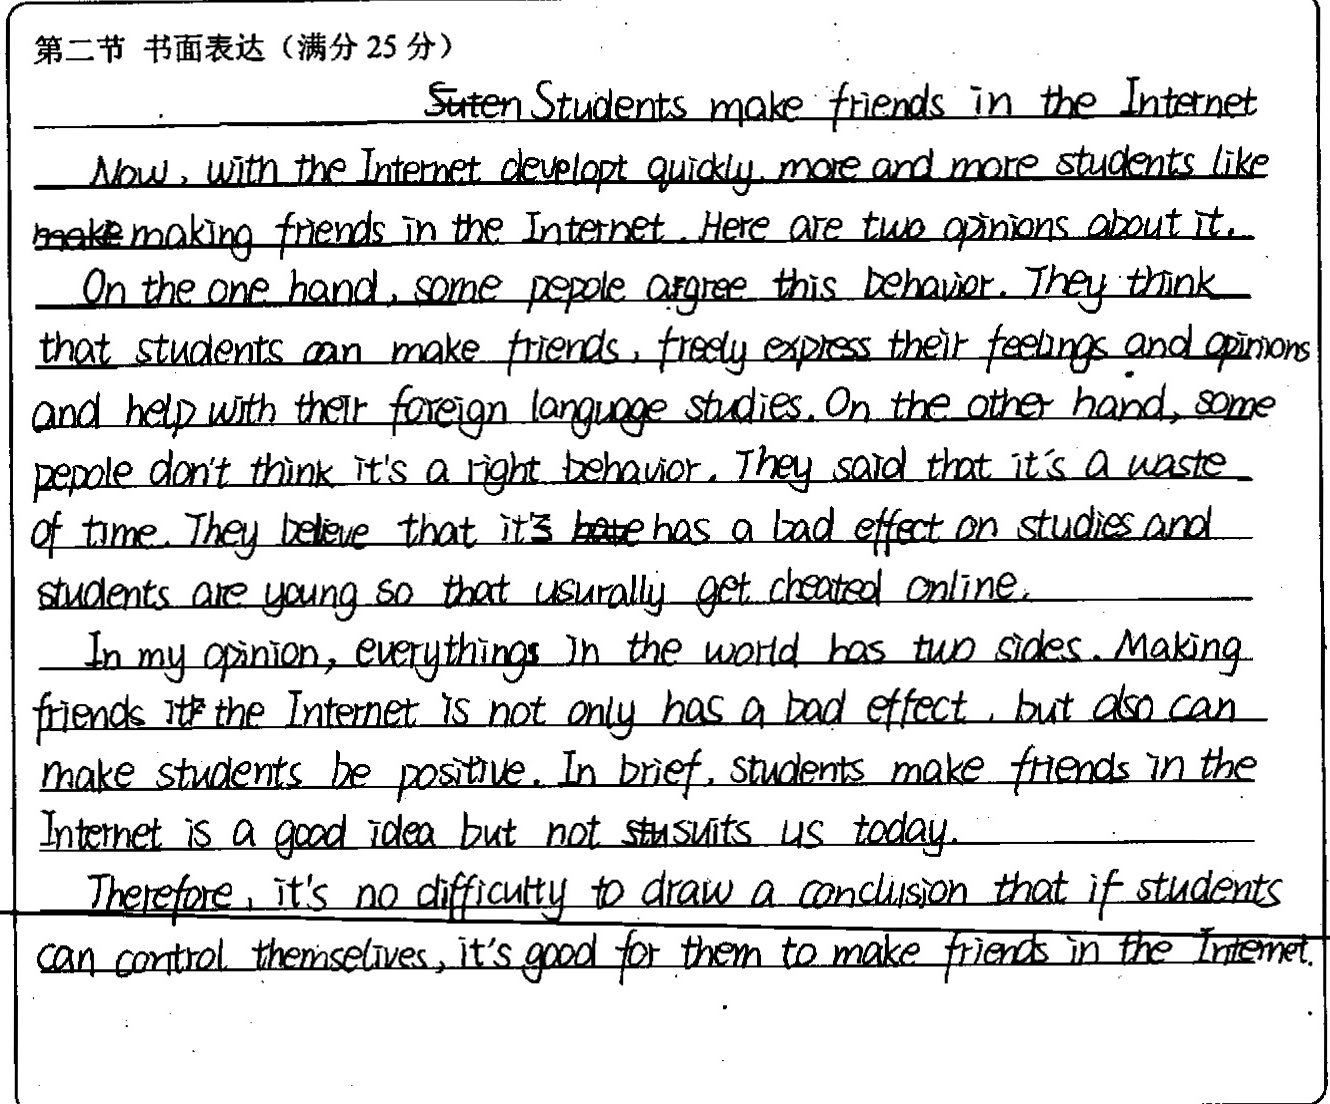 第二节 书面表达（满分 25 分）
Suten Students make friends in the Internet
Now, with the Internet developt quickly, more and more students like
make making friends in the Internet. Here are two opinions about it.
On the one hand, some pepole argree this behavior. They think
that students can make friends, freely express their feelings and opinions
and help with their foreign language studies. On the other hand, some
pepole don't think it's a right behavior. They said that it's a waste
of time. They believe that it's have has a bad effect on studies and
students are young so that usurally get cheated online.
In my opinion, everythings in the world has two sides. Making
friends the Internet is not only has a bad effect, but also can
make students be positive. In brief, students make friends in the
Internet is a good idea but not stu suits us today.
Therefore, it's no difficulty to draw a conclusion that if students
can control themselives, it's good for them to make friends in the Internet.